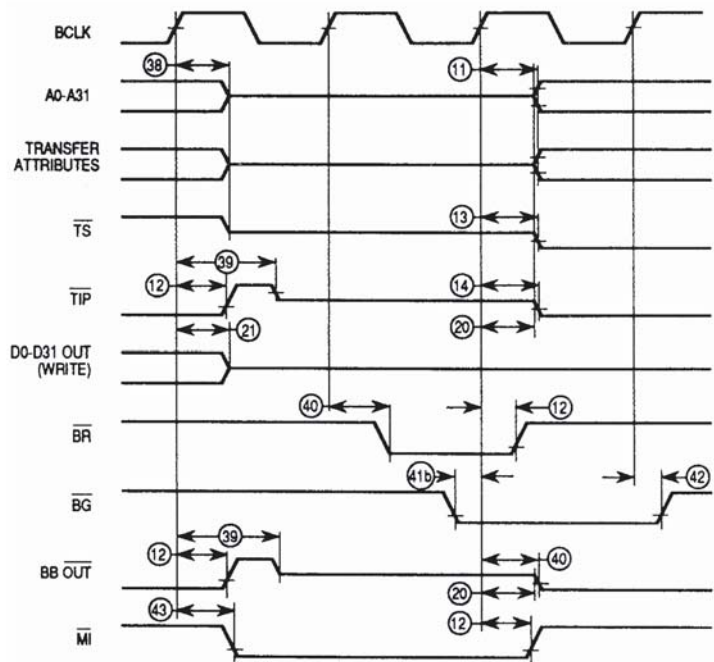 BCLK
38
11
A0-A31
TRANSFER
ATTRIBUTES
TS
13
39
12
14
TIP
21
20
D0-D31 OUT
(WRITE)
40
12
BR
41b
42
BG
39
12
40
BB OUT
20
43
12
MI